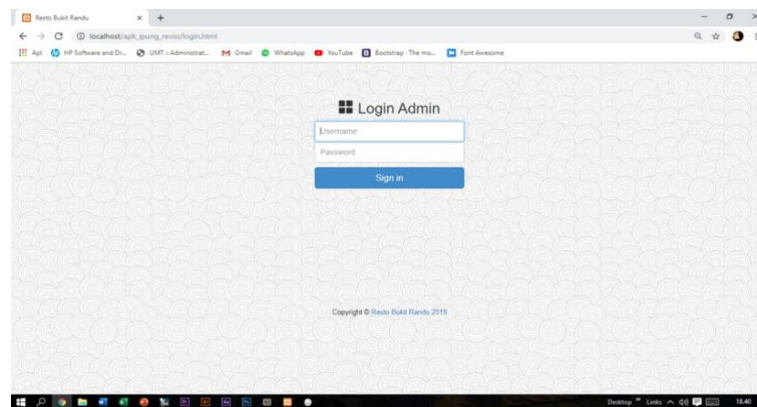 Resto Bukit Randu
localhost/apk_ipung_revisi/login.html
Apl HP Software and Dr... UMT :: Administrat... Gmail WhatsApp YouTube Bootstrap · The mo... Font Awesome
Login Admin
Username
Password
Sign in
Copyright © Resto Bukit Randu 2019
Desktop Links 18.40